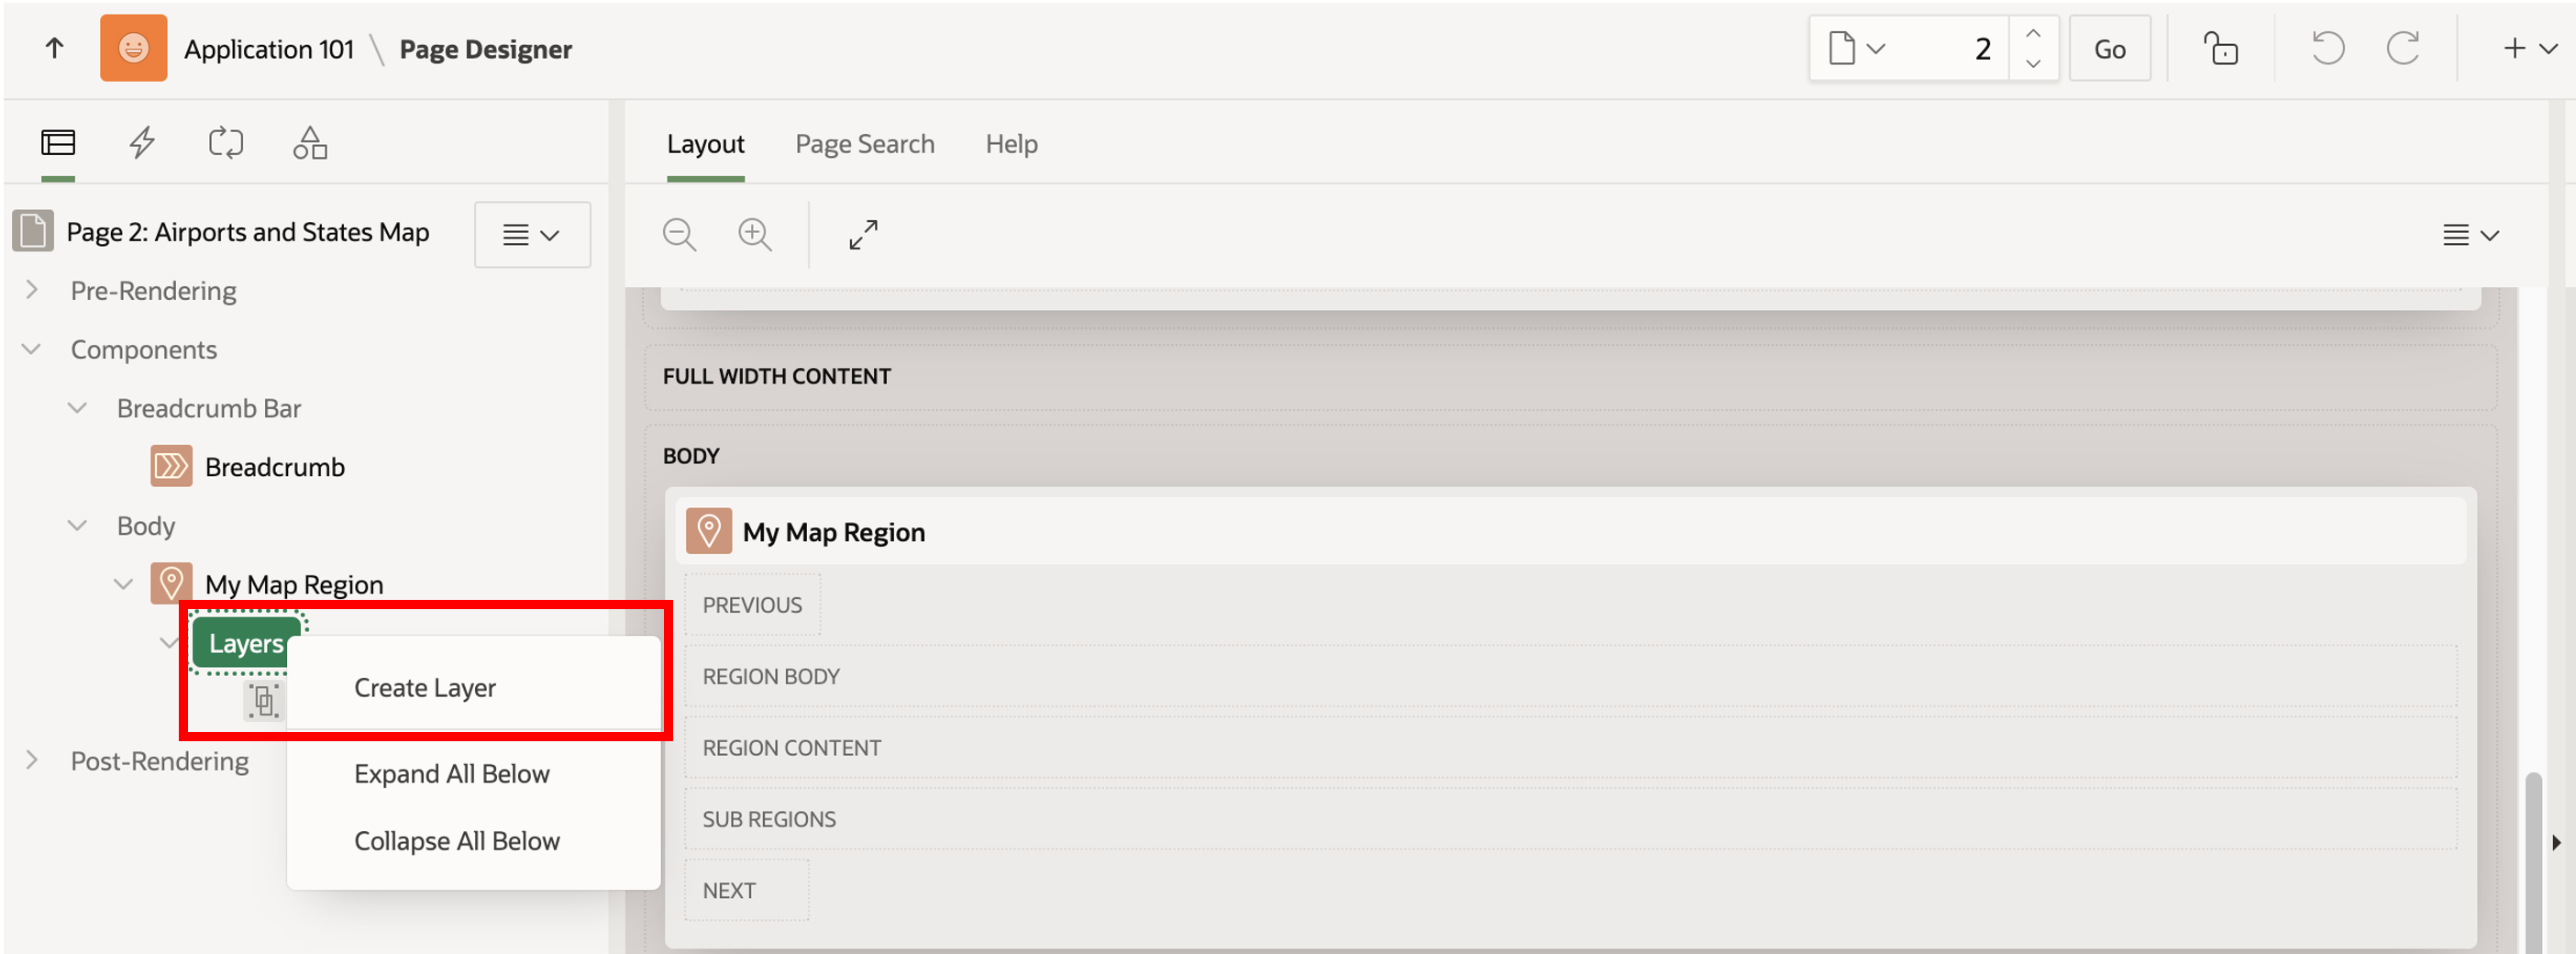 Application 101 \ Page Designer
2
Go
Layout
Page Search
Help
Page 2: Airports and States Map
Pre-Rendering
Components
Breadcrumb Bar
Breadcrumb
Body
My Map Region
Layers
Create Layer
Expand All Below
Collapse All Below
Post-Rendering
FULL WIDTH CONTENT
BODY
My Map Region
PREVIOUS
REGION BODY
REGION CONTENT
SUB REGIONS
NEXT